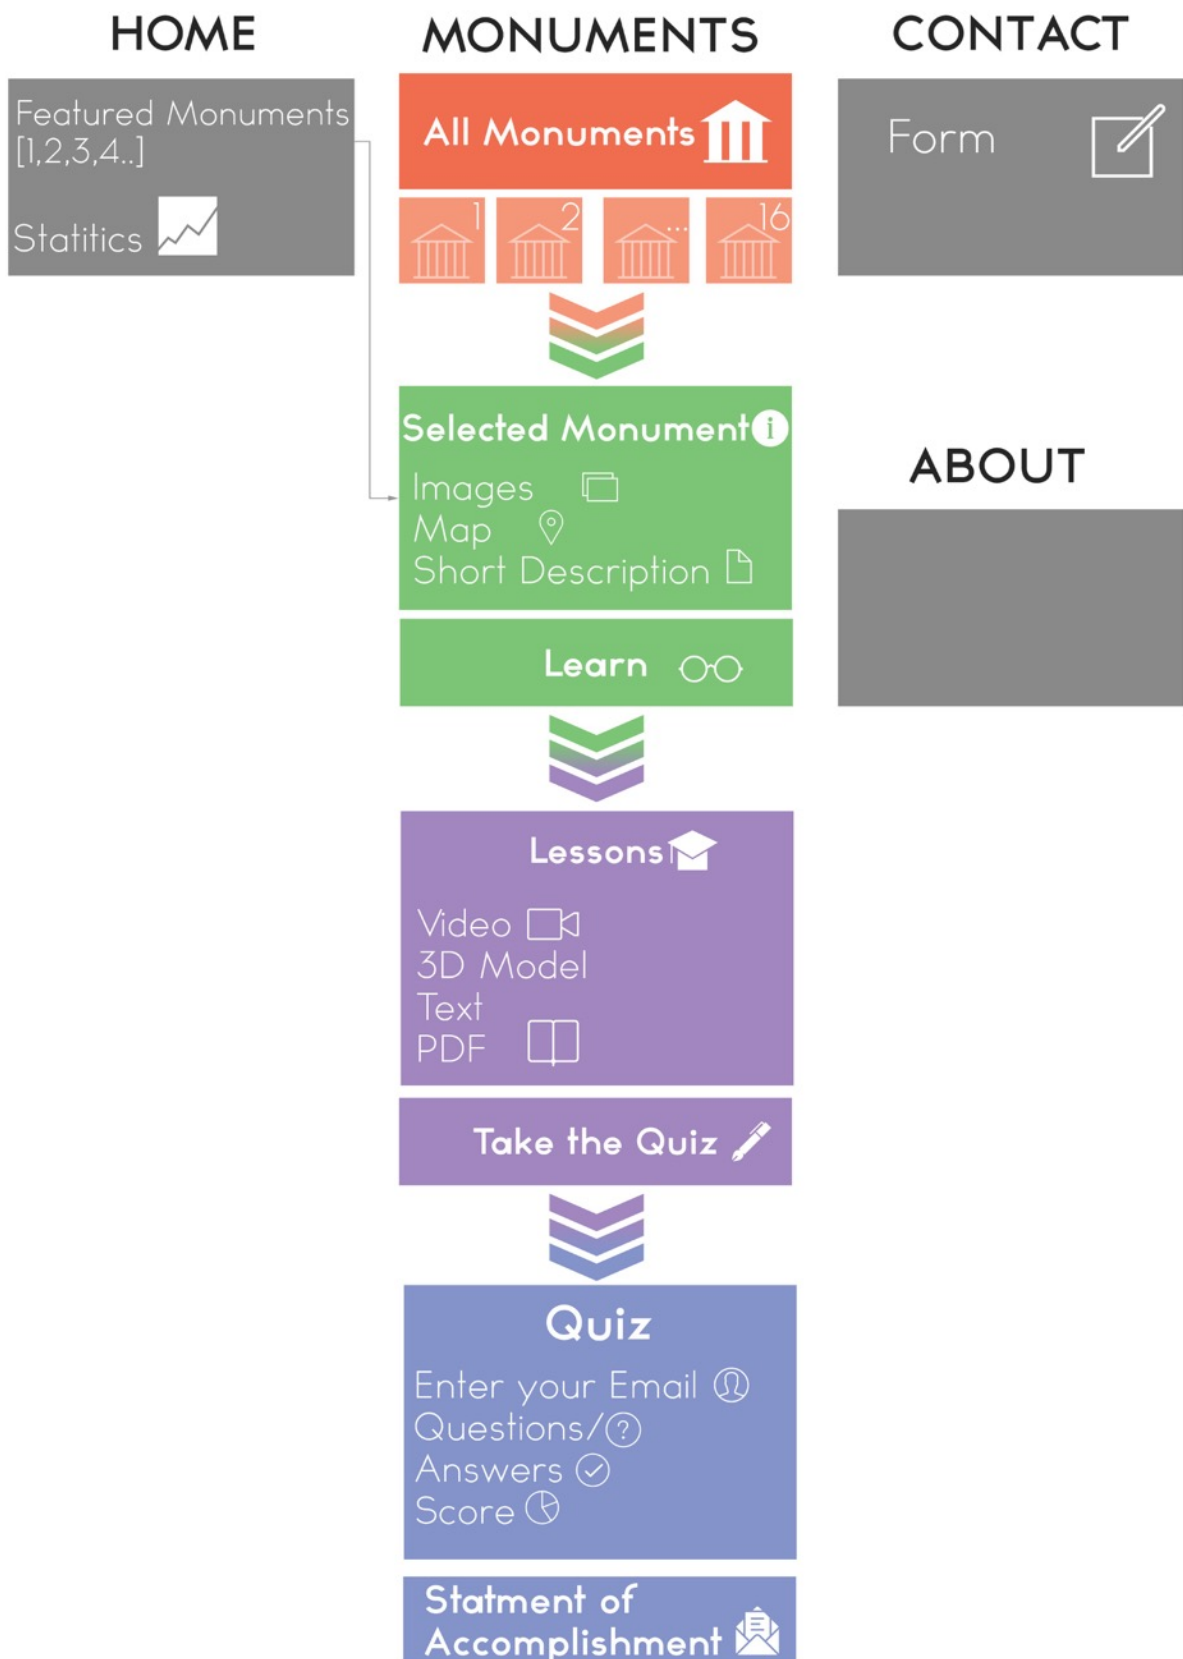 HOME
Featured Monuments
[1,2,3,4..]
Statitics
MONUMENTS
All Monuments
1
2
...
16
Selected Monument i
Images
Map
Short Description
Learn
Lessons
Video
3D Model
Text
PDF
Take the Quiz
Quiz
Enter your Email
Questions/?
Answers
Score
Statment of
Accomplishment
CONTACT
Form
ABOUT